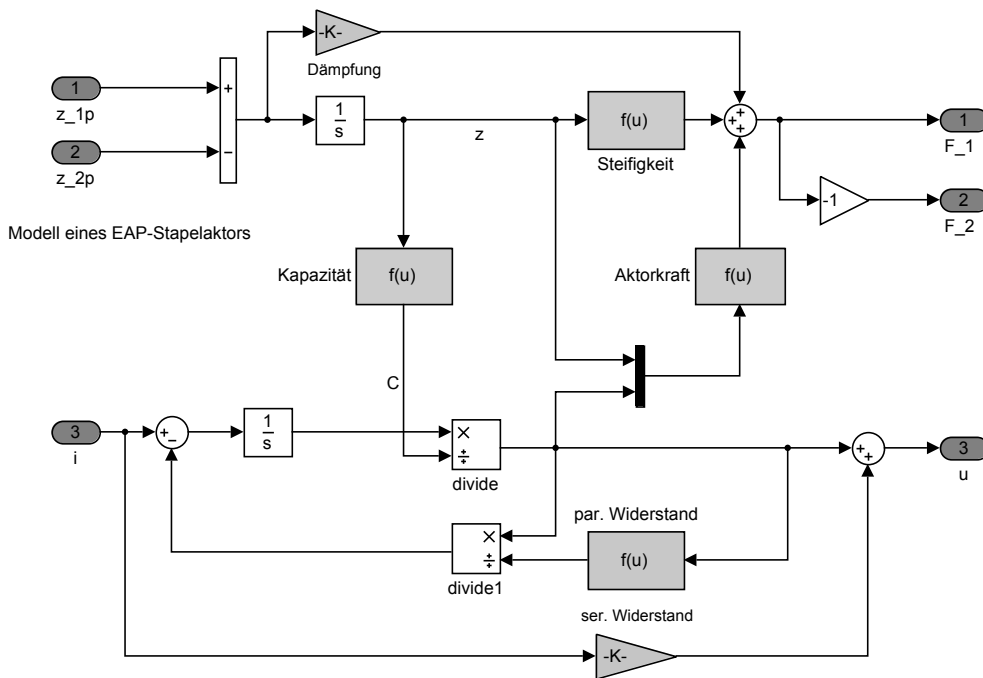 -K-
Dämpfung
1
z_1p
+
2
z_2p
−
1
s
z
f(u)
Steifigkeit
+
+
+
1
F_1
-1
2
F_2
Modell eines EAP-Stapelaktors
Kapazität
f(u)
Aktorkraft
f(u)
C
3
i
+
−
1
s
×
÷
divide
+
+
3
u
×
÷
divide1
par. Widerstand
f(u)
ser. Widerstand
-K-